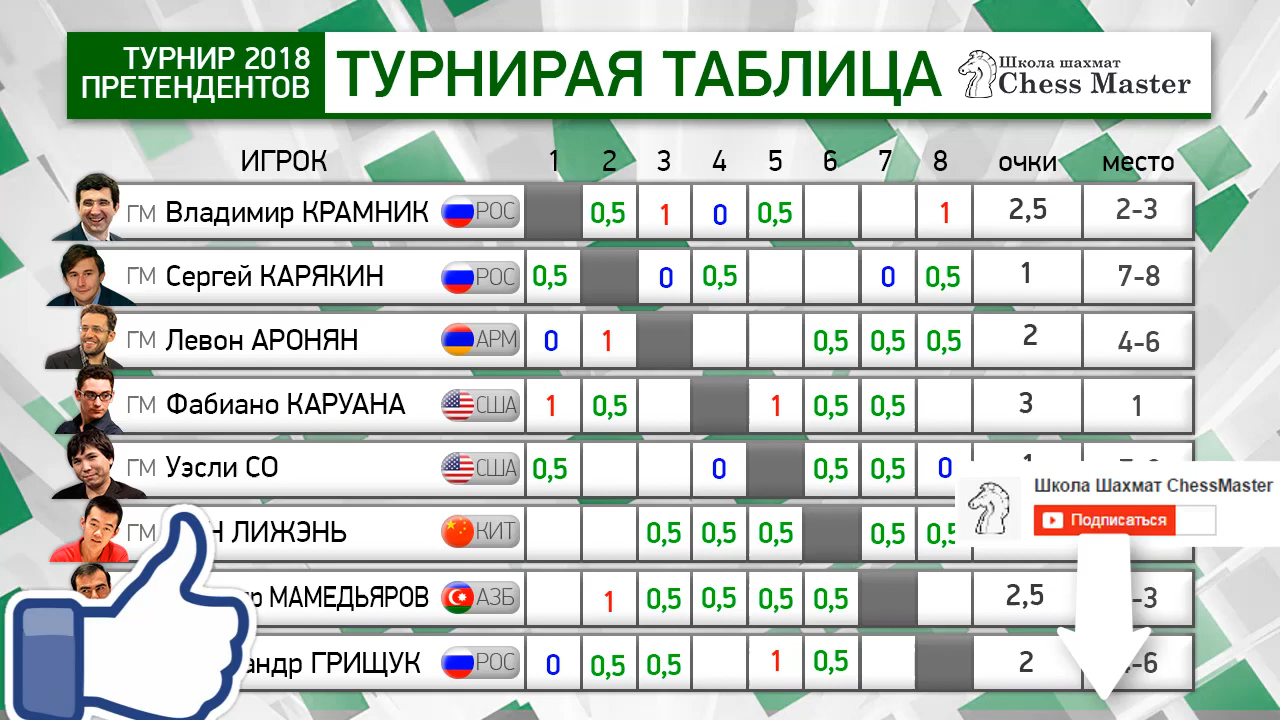 ТУРНИР 2018
ПРЕТЕНДЕНТОВ
ТУРНИРАЯ ТАБЛИЦА
Школа шахмат
Chess Master
ИГРОК 1 2 3 4 5 6 7 8 очки место
ГМ Владимир КРАМНИК РОС 0,5 1 0 0,5 1 2,5 2-3
ГМ Сергей КАРЯКИН РОС 0,5 0 0,5 0 0,5 1 7-8
ГМ Левон АРОНЯН АРМ 0 1 0,5 0,5 0,5 2 4-6
ГМ Фабиано КАРУАНА США 1 0,5 1 0,5 0,5 3 1
ГМ Уэсли СО США 0,5 0 0,5 0,5 0
Школа Шахмат ChessMaster
Подписаться
ГМ ЛИЖЭНЬ КИТ 0,5 0,5 0,5 0,5 0,5
МАМЕДЬЯРОВ АЗБ 1 0,5 0,5 0,5 0,5 2,5 -3
андр ГРИЩУК РОС 0 0,5 0,5 1 0,5 2 -6